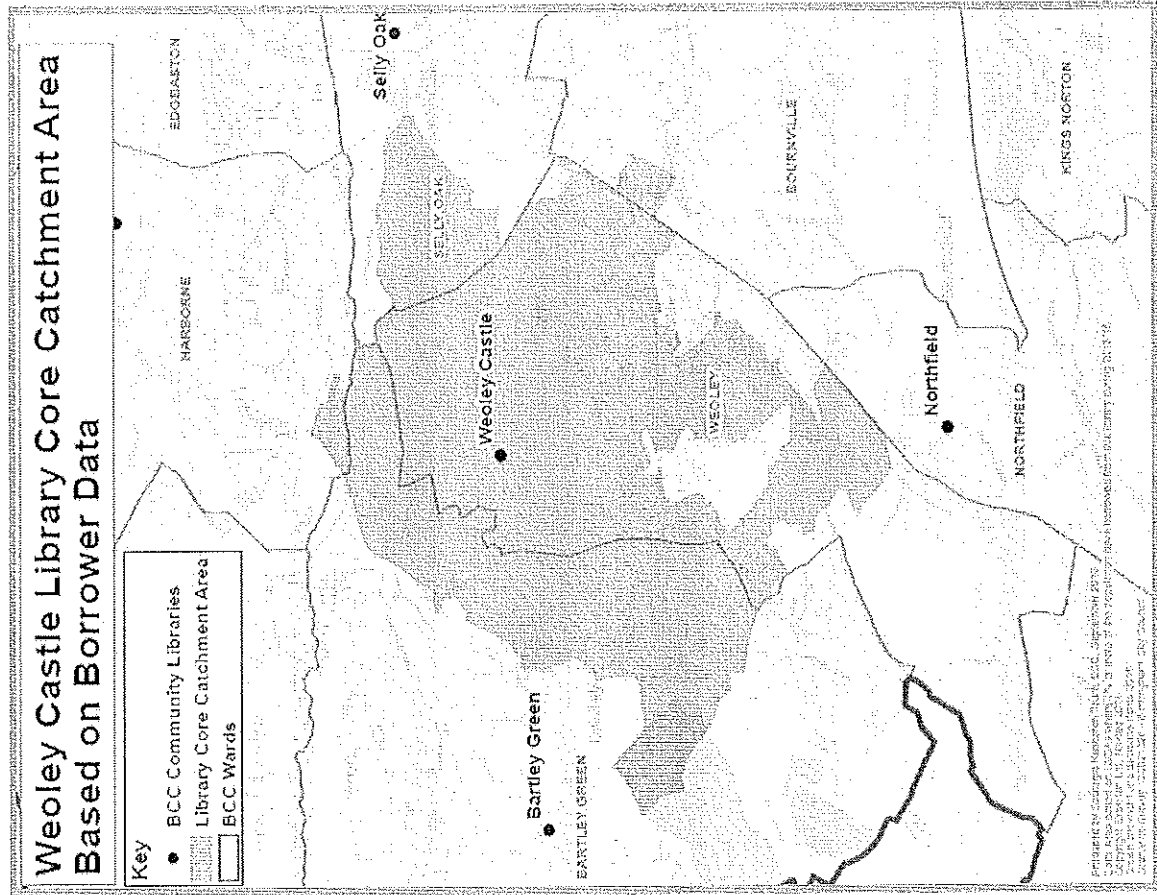 Weoley Castle Library Core Catchment Area
Based on Borrower Data
Key
BCC Community Libraries
Library Core Catchment Area
BCC Wards
EDGBASTON
HARBORNE
Selly Oak
SELLY OAK
Weoley Castle
Bartley Green
BARTLEY GREEN
WEOLEY
BOURNVILLE
Northfield
NORTHFIELD
KINGS NORTON